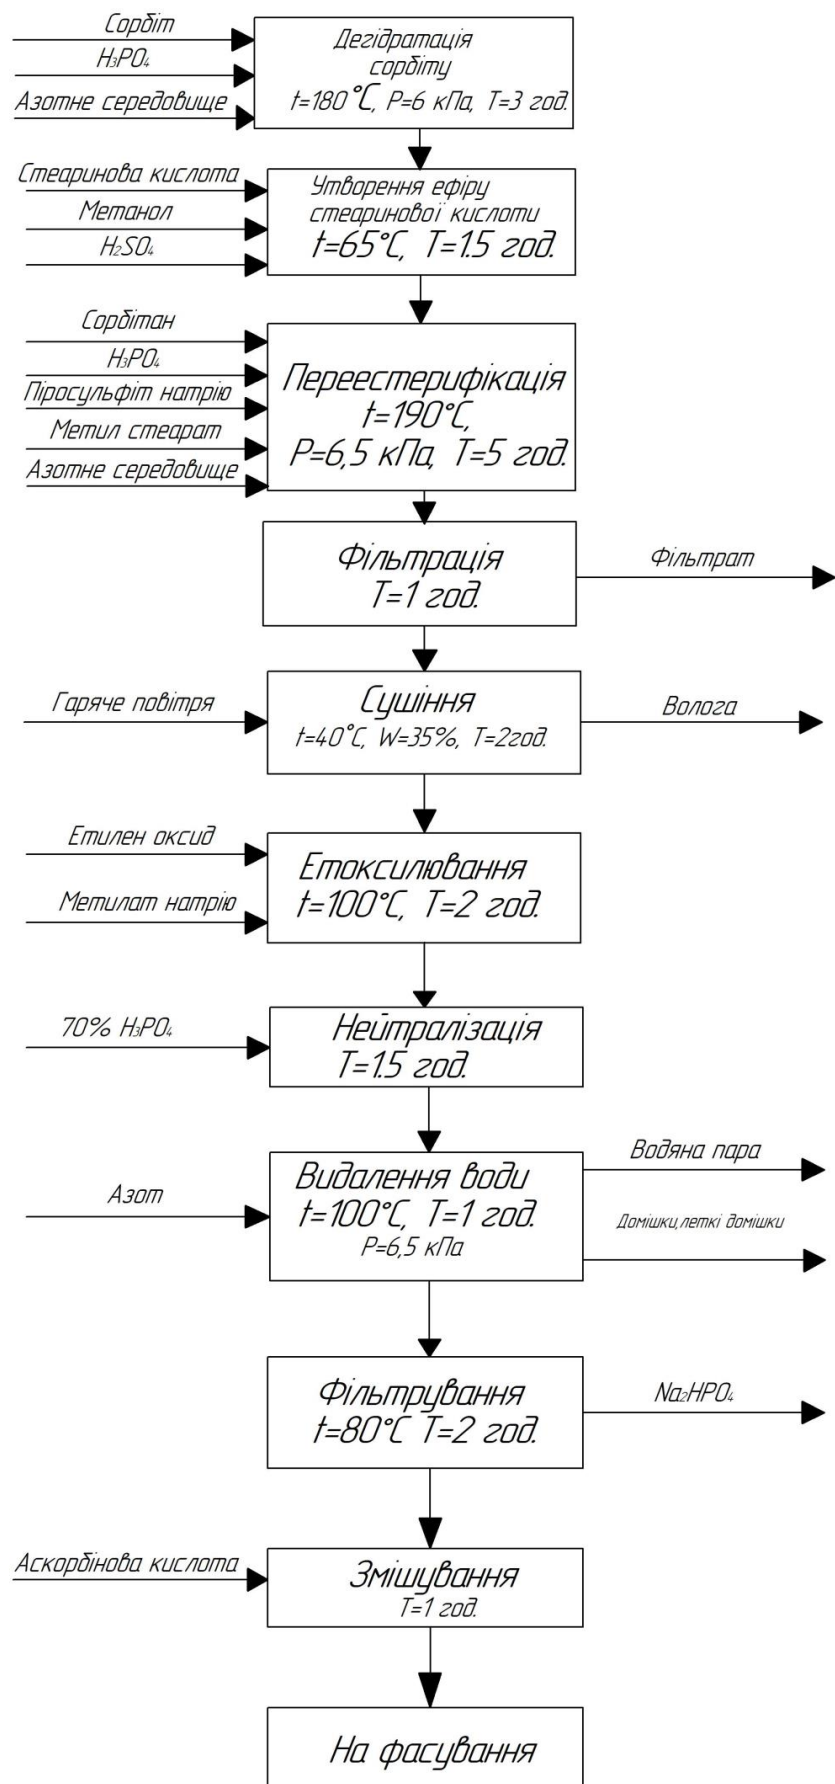 Сорбіт
H₃PO₄
Азотне середовище
Дегідратація
сорбіту
t=180°C, P=6 кПа, T=3 год.
Стеаринова кислота
Метанол
H₂SO₄
Утворення ефіру
стеаринової кислоти
t=65°C, T=1.5 год.
Сорбітан
H₃PO₄
Піросульфіт натрію
Метил стеарат
Азотне середовище
Переестерифікація
t=190°C,
P=6,5 кПа, T=5 год.
Фільтрація
T=1 год.
Фільтрат
Гаряче повітря
Сушіння
t=40°C, W=35%, T=2год.
Волога
Етилен оксид
Метилат натрію
Етоксилювання
t=100°C, T=2 год.
70% H₃PO₄
Нейтралізація
T=1.5 год.
Азот
Видалення води
t=100°C, T=1 год.
P=6,5 кПа
Водяна пара
Домішки,леткі домішки
Фільтрування
t=80°C T=2 год.
Na₂HPO₄
Аскорбінова кислота
Змішування
T=1 год.
На фасування